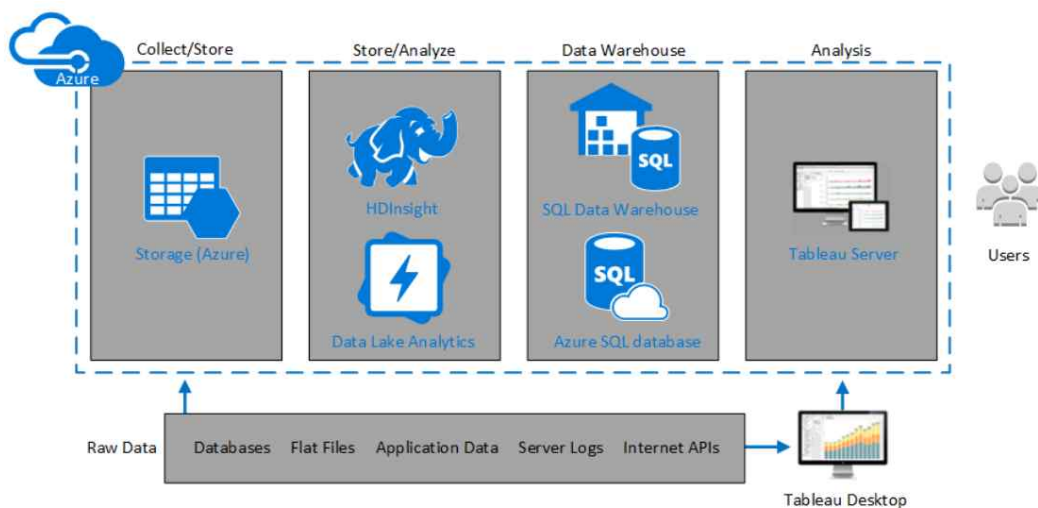 Collect/Store
Store/Analyze
Data Warehouse
Analysis
Azure
HDInsight
SQL
SQL Data Warehouse
Storage (Azure)
Tableau Server
Users
SQL
Data Lake Analytics
Azure SQL database
Raw Data
Databases
Flat Files
Application Data
Server Logs
Internet APIs
Tableau Desktop